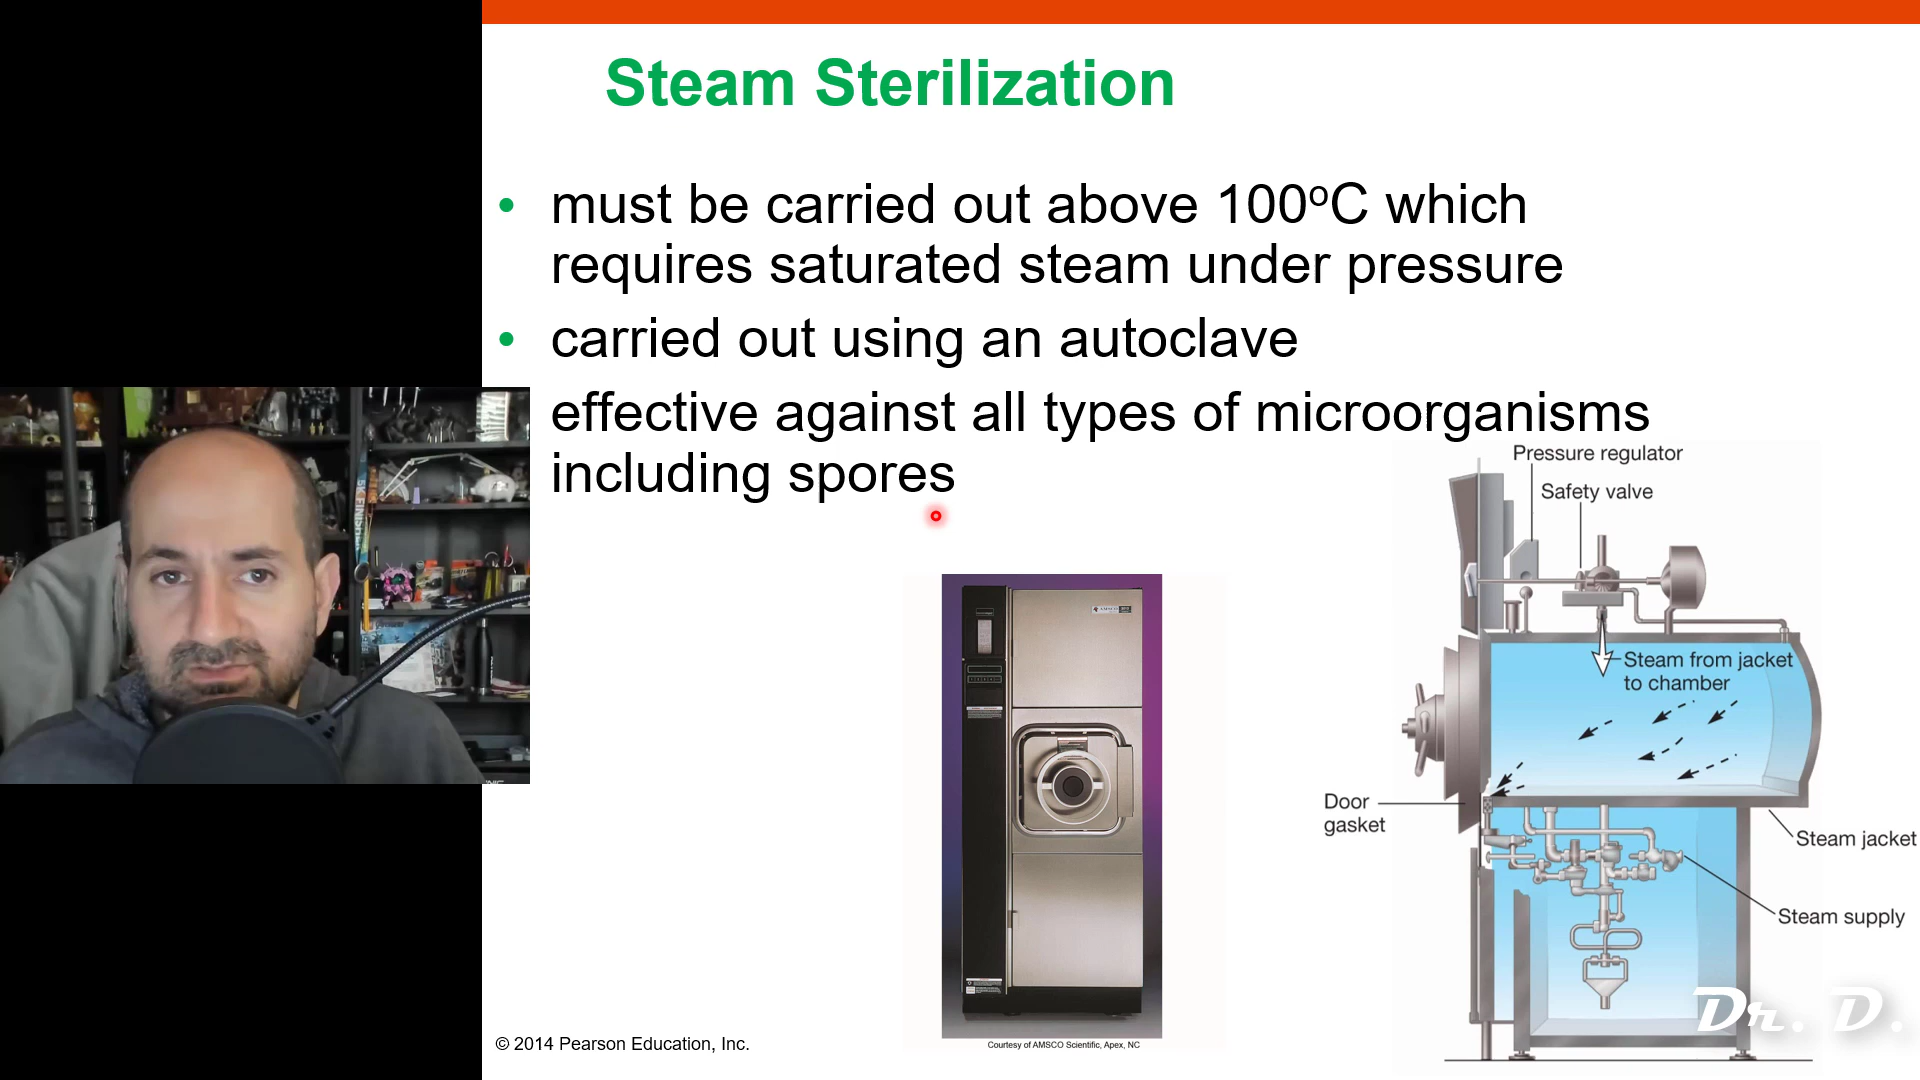 Steam Sterilization
• must be carried out above 100ºC which
requires saturated steam under pressure
• carried out using an autoclave
effective against all types of microorganisms
including spores
Pressure regulator
Safety valve
Steam from jacket
to chamber
Door
gasket
Steam jacket
Steam supply
Dr. D.
© 2014 Pearson Education, Inc.
Courtesy of AMSCO Scientific, Apex, NC